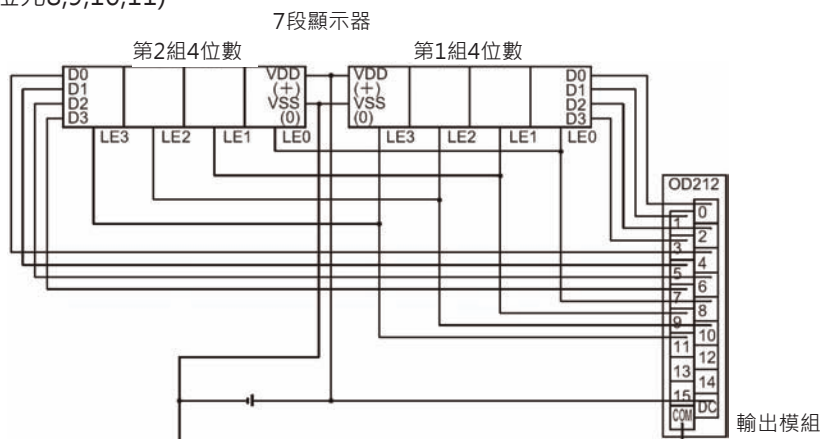 7段顯示器
第2組4位數 第1組4位數
D0 VDD VDD D0
D1 (+) (+) D1
D2 VSS VSS D2
D3 (0) (0) D3
LE3 LE2 LE1 LE0 LE3 LE2 LE1 LE0
OD212
0
1
2
3
4
5
6
7
8
9
10
11
12
13
14
15
DC
COM
輸出模組